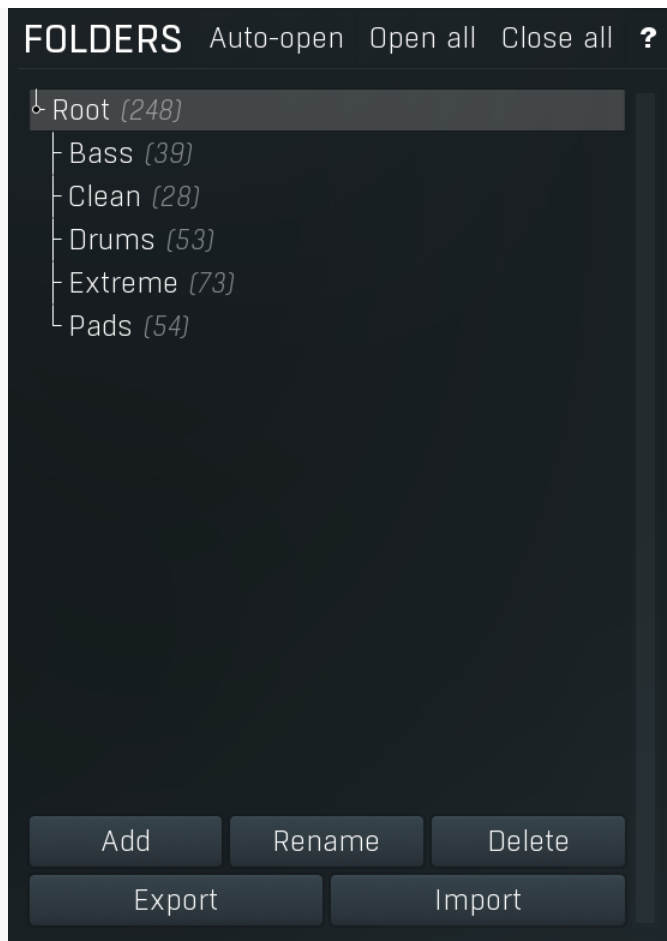 FOLDERS Auto-open Open all Close all ?
Root (248)
Bass (39)
Clean (28)
Drums (53)
Extreme (73)
Pads (54)
Add Rename Delete
Export Import